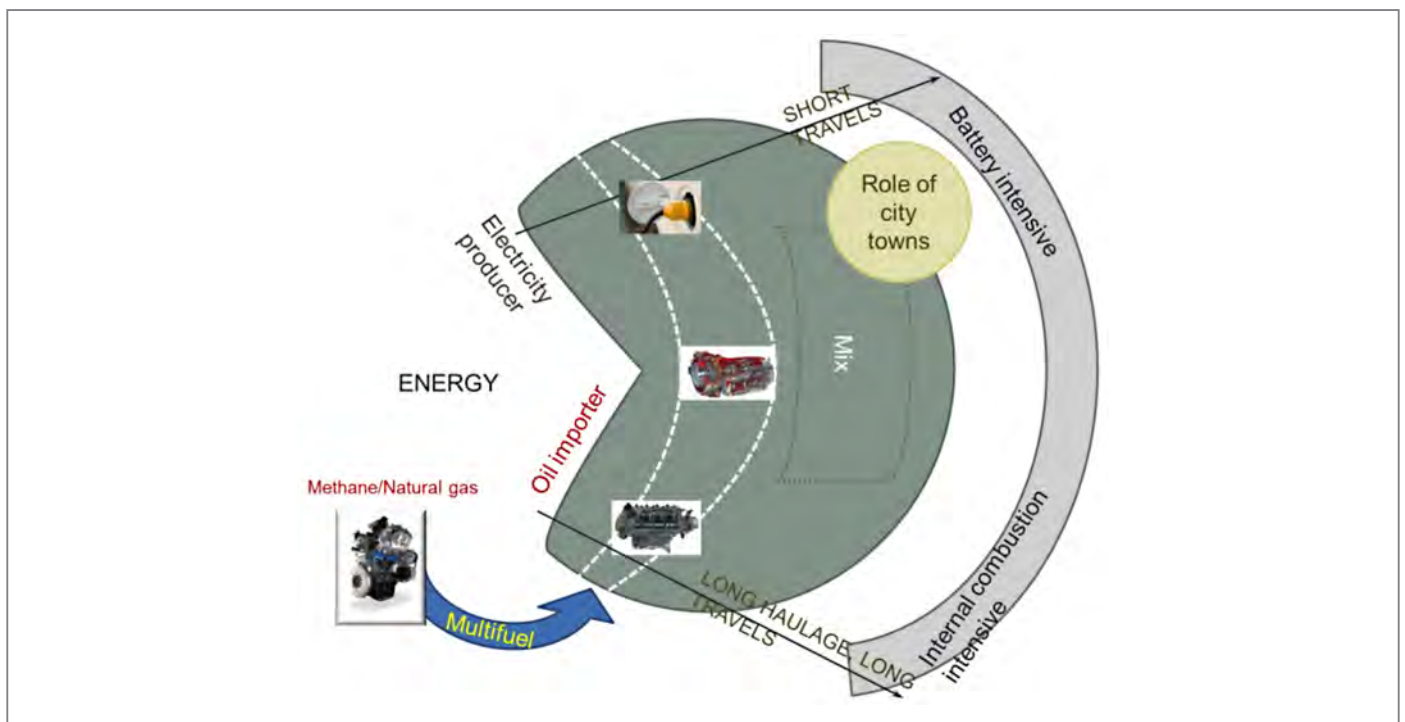 SHORT
TRAVELS
Battery intensive
Role of
city
towns
Electricity
producer
Mix
ENERGY
Oil importer
Methane/Natural gas
Multifuel
LONG HAULAGE, LONG
TRAVELS
Internal combustion
intensive